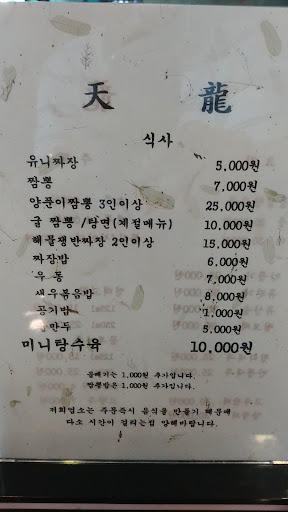 天 龍
식사
유니짜장 5,000원
짬뽕 7,000원
양푼이짬뽕 3인이상 25,000원
굴 짬뽕 /탕면(계절메뉴) 10,000원
해물쟁반짜장 2인이상 15,000원
짜장밥 6,000원
우 동 7,000원
새우볶음밥 8,000원
공기밥 1,000원
만두 5,000원
미니탕수육 10,000원
곱빼기는 1,000원 추가입니다.
짬뽕밥은 1,000원 추가입니다.
저희업소는 주문즉시 음식을 만들기 때문에
다소 시간이 걸리는점 양해바랍니다.